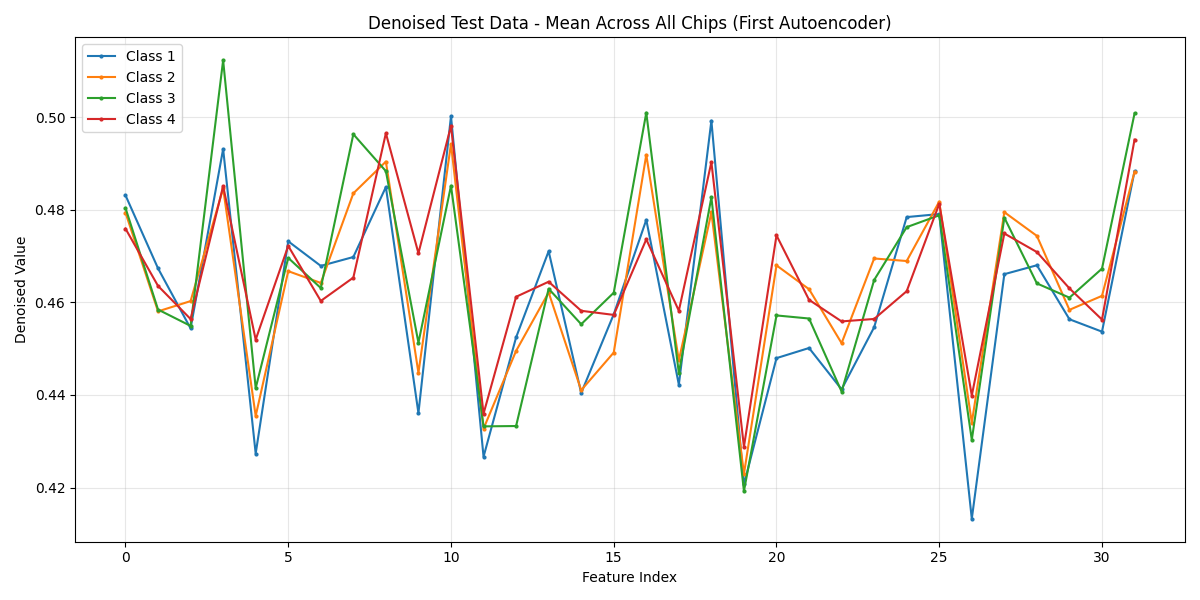 Denoised Test Data - Mean Across All Chips (First Autoencoder)
Class 1
Class 2
Class 3
Class 4
Denoised Value
0.50
0.48
0.46
0.44
0.42
0 5 10 15 20 25 30
Feature Index